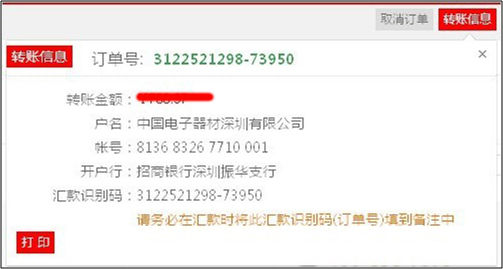 取消订单 转账信息
转账信息 订单号: 3122521298-73950 ×
转账金额:
户名: 中国电子器材深圳有限公司
帐号: 8136 8326 7710 001
开户行: 招商银行深圳振华支行
汇款识别码: 3122521298-73950
请务必在汇款时将此汇款识别码(订单号)填到备注中
打 印